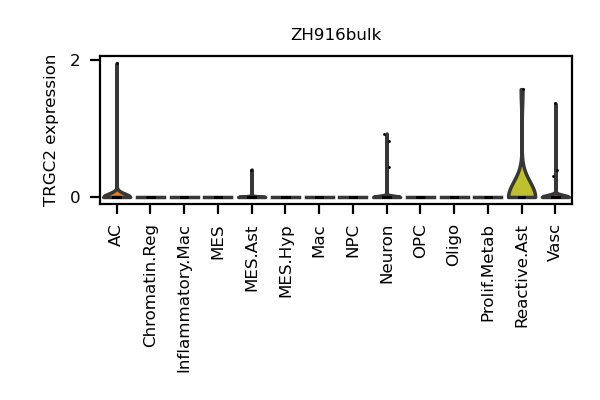 ZH916bulk
TRGC2 expression
2
0
AC
Chromatin.Reg
Inflammatory.Mac
MES
MES.Ast
MES.Hyp
Mac
NPC
Neuron
OPC
Oligo
Prolif.Metab
Reactive.Ast
Vasc